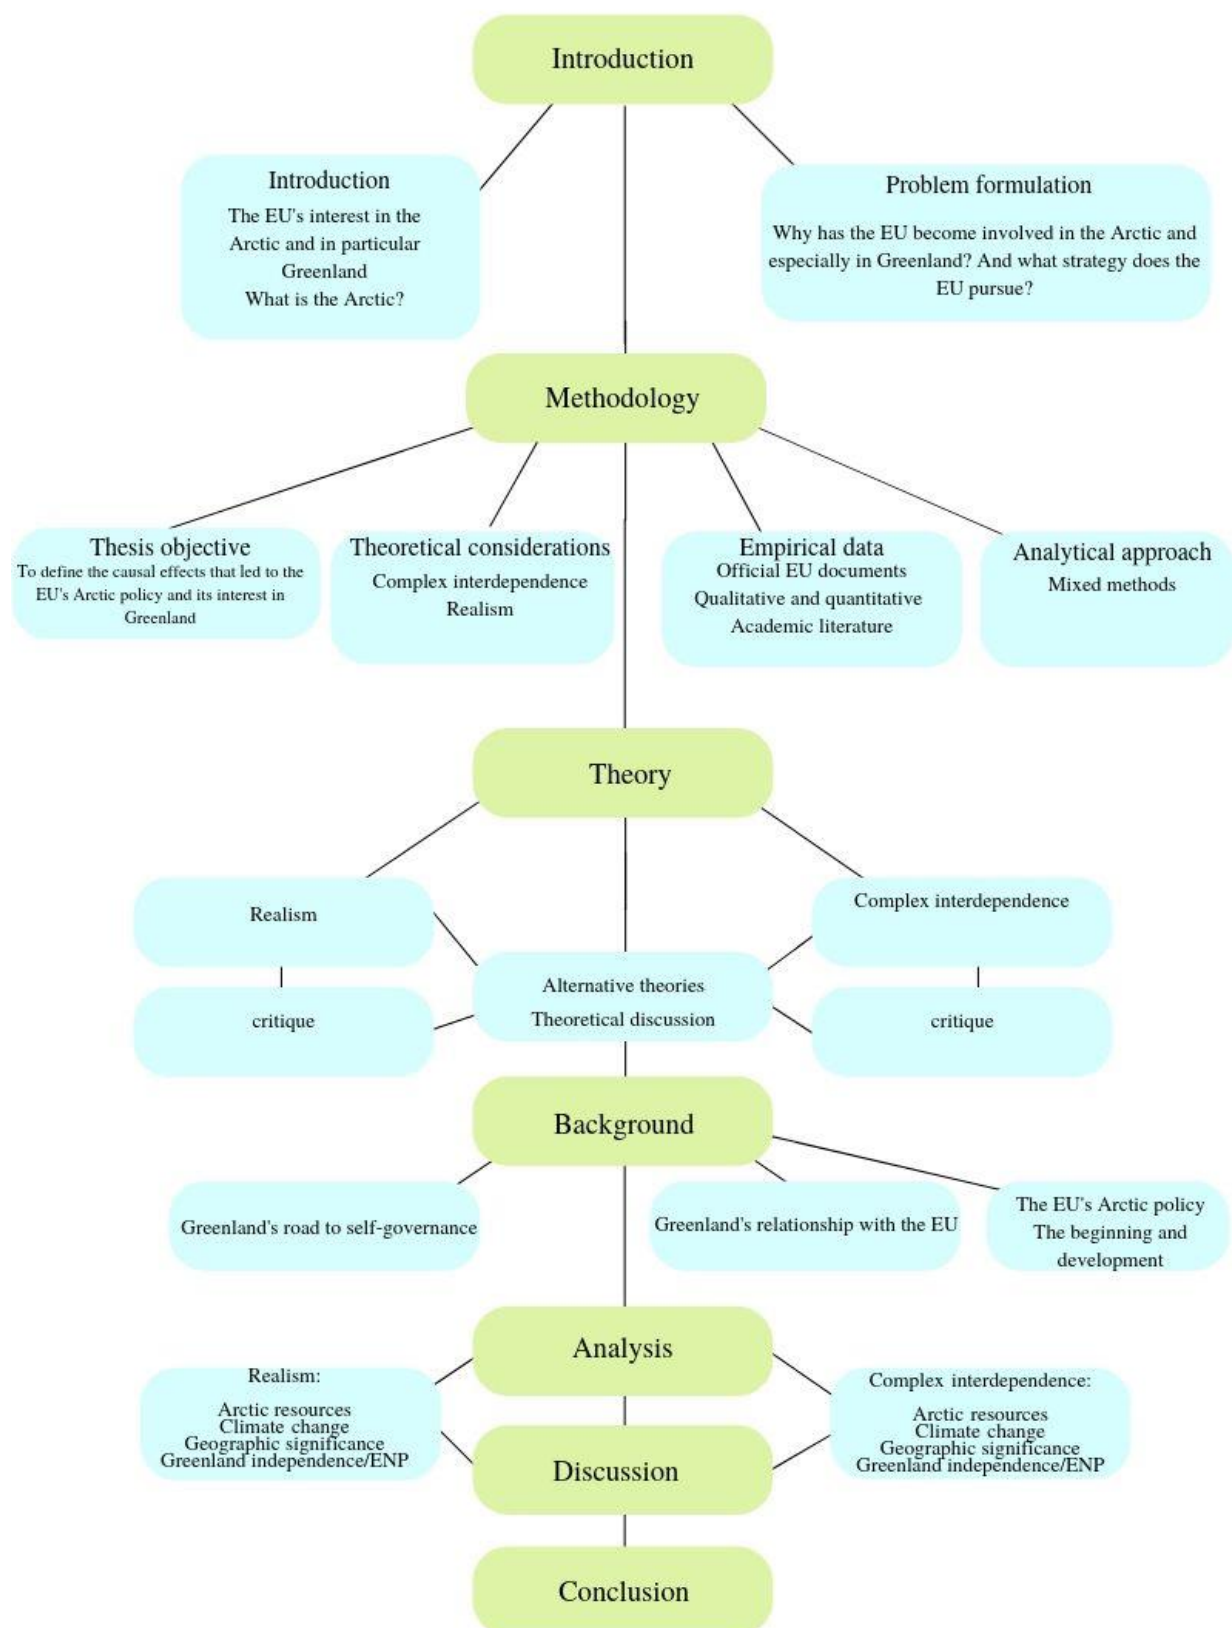 Introduction
Introduction
The EU's interest in the
Arctic and in particular
Greenland
What is the Arctic?
Problem formulation
Why has the EU become involved in the Arctic and
especially in Greenland? And what strategy does the
EU pursue?
Methodology
Thesis objective
To define the causal effects that led to the
EU's Arctic policy and its interest in
Greenland
Theoretical considerations
Complex interdependence
Realism
Empirical data
Official EU documents
Qualitative and quantitative
Academic literature
Analytical approach
Mixed methods
Theory
Realism
Complex interdependence
Alternative theories
Theoretical discussion
critique
critique
Background
Greenland's road to self-governance
Greenland's relationship with the EU
The EU's Arctic policy
The beginning and
development
Analysis
Realism:
Arctic resources
Climate change
Geographic significance
Greenland independence/ENP
Complex interdependence:
Arctic resources
Climate change
Geographic significance
Greenland independence/ENP
Discussion
Conclusion